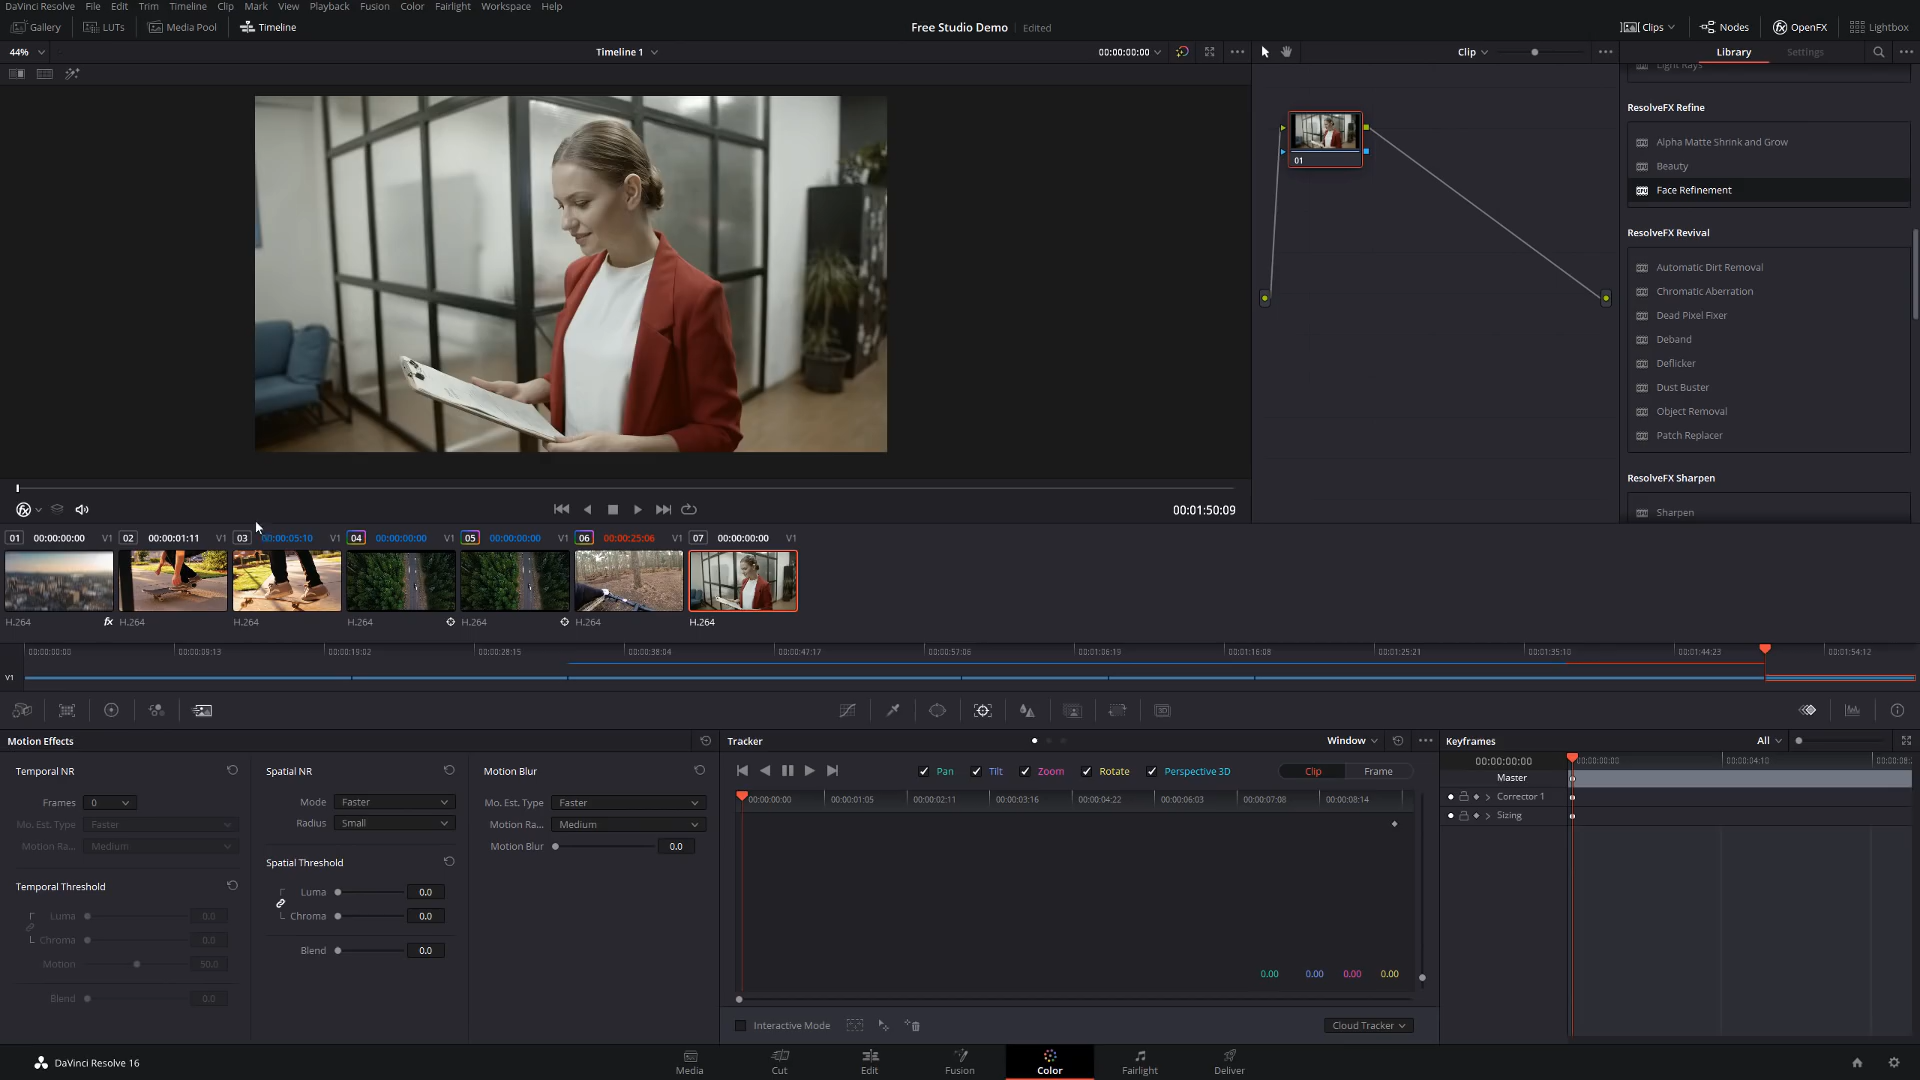 DaVinci Resolve File Edit Trim Timeline Clip Mark View Playback Fusion Color Fairlight Workspace Help
Gallery LUTs Media Pool Timeline Free Studio Demo Edited Clips Nodes OpenFX Lightbox
44% Timeline 1 00:00:00:00 Clip Library Settings
Light Rays
ResolveFX Refine
Alpha Matte Shrink and Grow
Beauty
Face Refinement
01
ResolveFX Revival
Automatic Dirt Removal
Chromatic Aberration
Dead Pixel Fixer
Deband
Deflicker
Dust Buster
Object Removal
Patch Replacer
ResolveFX Sharpen
Sharpen
00:01:50:09
01 00:00:00:00 V1 02 00:00:01:11 V1 03 00:00:05:10 V1 04 00:00:00:00 V1 05 00:00:00:00 V1 06 00:00:25:06 V1 07 00:00:00:00 V1
H.264 fx H.264 H.264 H.264 H.264 H.264 H.264
00:00:00:00 00:00:09:13 00:00:19:02 00:00:28:15 00:00:38:04 00:00:47:17 00:00:57:06 00:01:06:19 00:01:16:08 00:01:25:21 00:01:35:10 00:01:44:23 00:01:54:12
V1
Motion Effects
Temporal NR
Frames 0
Mo. Est. Type Faster
Motion Ra... Medium
Temporal Threshold
Luma 0.0
Chroma 0.0
Motion 50.0
Blend 0.0
Spatial NR
Mode Faster
Radius Small
Spatial Threshold
Luma 0.0
Chroma 0.0
Blend 0.0
Motion Blur
Mo. Est. Type Faster
Motion Ra... Medium
Motion Blur 0.0
Tracker Window
Pan Tilt Zoom Rotate Perspective 3D Clip Frame
00:00:00:00 00:00:01:05 00:00:02:11 00:00:03:16 00:00:04:22 00:00:06:03 00:00:07:08 00:00:08:14
0.00 0.00 0.00 0.00
Interactive Mode Cloud Tracker
Keyframes All
00:00:00:00 00:00:00:00 00:00:04:10
Master
Corrector 1
Sizing
DaVinci Resolve 16 Media Cut Edit Fusion Color Fairlight Deliver